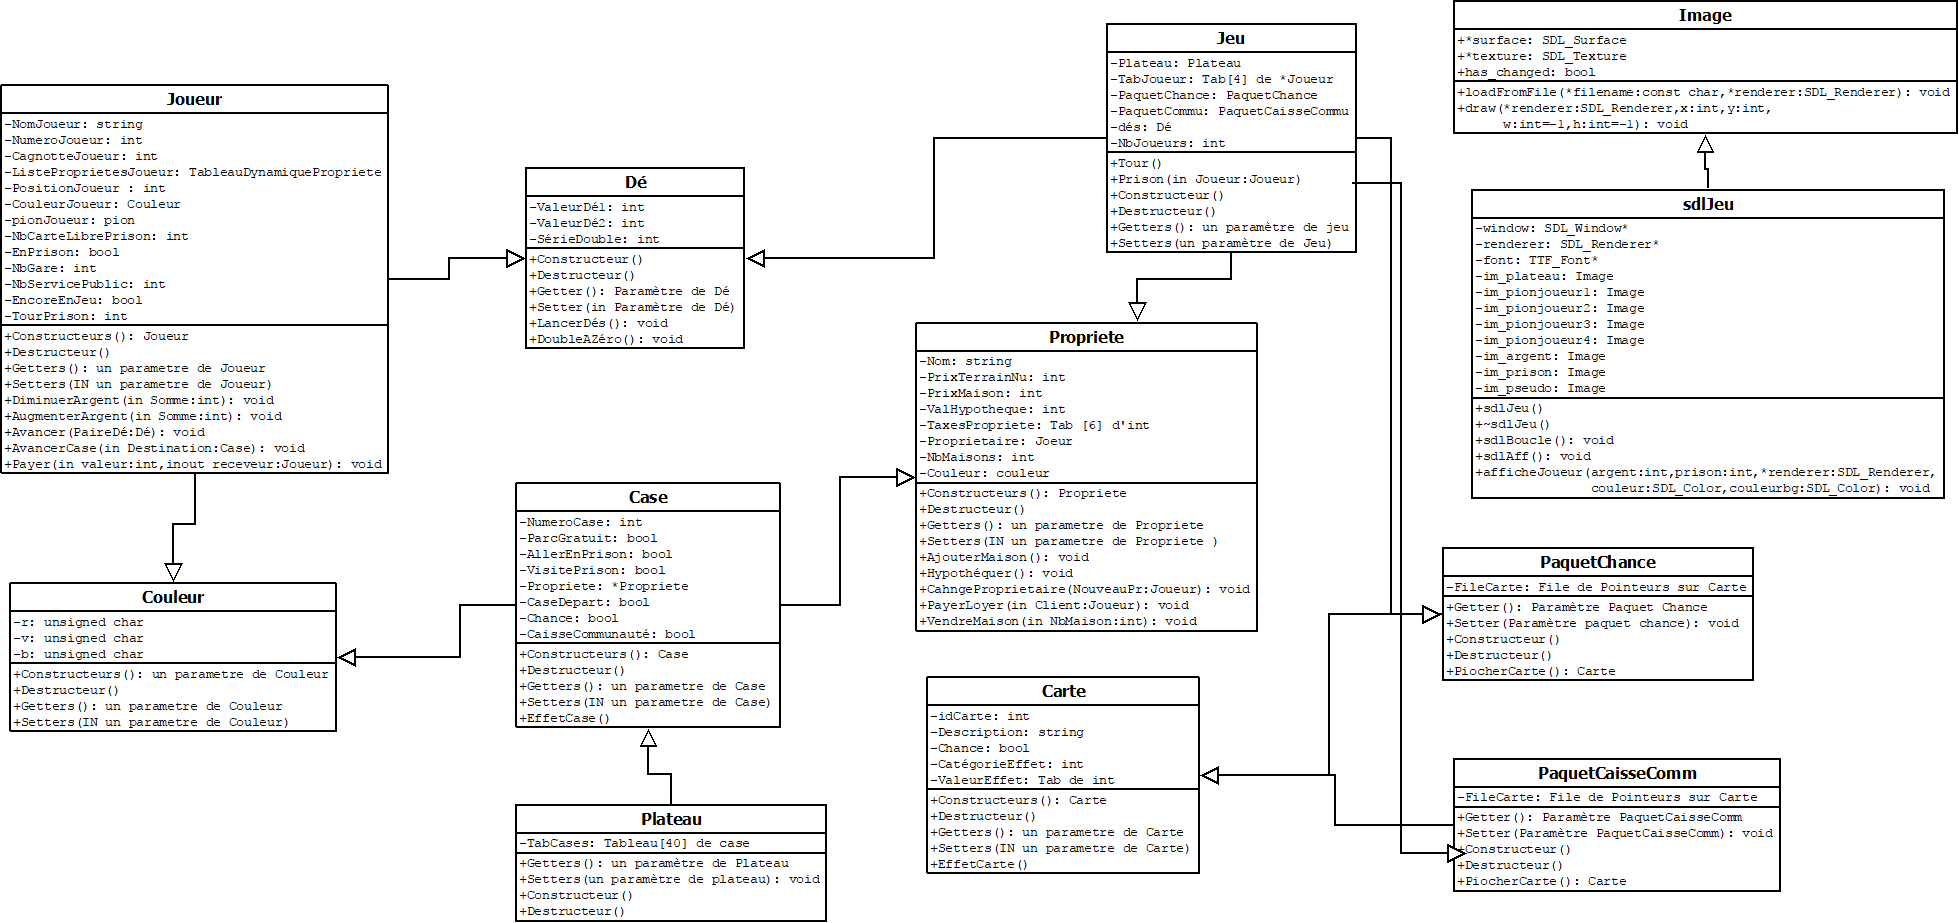 Joueur
-NomJoueur: string
-NumeroJoueur: int
-CagnotteJoueur: int
-ListeProprietesJoueur: TableauDynamiquePropriete
-PositionJoueur : int
-CouleurJoueur: Couleur
-pionJoueur: pion
-NbCarteLibrePrison: int
-EnPrison: bool
-NbGare: int
-NbServicePublic: int
-EncoreEnJeu: bool
-TourPrison: int
+Constructeurs(): Joueur
+Destructeur()
+Getters(): un parametre de Joueur
+Setters(IN un parametre de Joueur)
+DiminuerArgent(in Somme:int): void
+AugmenterArgent(in Somme:int): void
+Avancer(PaireDé:Dé): void
+AvancerCase(in Destination:Case): void
+Payer(in valeur:int,inout receveur:Joueur): void
Couleur
-r: unsigned char
-v: unsigned char
-b: unsigned char
+Constructeurs(): un parametre de Couleur
+Destructeur()
+Getters(): un parametre de Couleur
+Setters(IN un parametre de Couleur)
Dé
-ValeurDé1: int
-ValeurDé2: int
-SérieDouble: int
+Constructeur()
+Destructeur()
+Getter(): Paramètre de Dé
+Setter(in Paramètre de Dé)
+LancerDés(): void
+DoubleAZéro(): void
Case
-NumeroCase: int
-ParcGratuit: bool
-AllerEnPrison: bool
-VisitePrison: bool
-Propriete: *Propriete
-CaseDepart: bool
-Chance: bool
-CaisseCommunauté: bool
+Constructeurs(): Case
+Destructeur()
+Getters(): un parametre de Case
+Setters(IN un parametre de Case)
+EffetCase()
Plateau
-TabCases: Tableau[40] de case
+Getters(): un paramètre de Plateau
+Setters(un paramètre de plateau): void
+Constructeur()
+Destructeur()
Jeu
-Plateau: Plateau
-TabJoueur: Tab[4] de *Joueur
-PaquetChance: PaquetChance
-PaquetCommu: PaquetCaisseCommu
-dés: Dé
-NbJoueurs: int
+Tour()
+Prison(in Joueur:Joueur)
+Constructeur()
+Destructeur()
+Getters(): un paramètre de jeu
+Setters(un paramètre de Jeu)
Propriete
-Nom: string
-PrixTerrainNu: int
-PrixMaison: int
-ValHypotheque: int
-TaxesPropriete: Tab [6] d'int
-Proprietaire: Joeur
-NbMaisons: int
-Couleur: couleur
+Constructeurs(): Propriete
+Destructeur()
+Getters(): un parametre de Propriete
+Setters(IN un parametre de Propriete )
+AjouterMaison(): void
+Hypothéquer(): void
+CahngeProprietaire(NouveauPr:Joueur): void
+PayerLoyer(in Client:Joueur): void
+VendreMaison(in NbMaison:int): void
Carte
-idCarte: int
-Description: string
-Chance: bool
-CatégorieEffet: int
-ValeurEffet: Tab de int
+Constructeurs(): Carte
+Destructeur()
+Getters(): un parametre de Carte
+Setters(IN un parametre de Carte)
+EffetCarte()
Image
+*surface: SDL_Surface
+*texture: SDL_Texture
+has_changed: bool
+loadFromFile(*filename:const char,*renderer:SDL_Renderer): void
+draw(*renderer:SDL_Renderer,x:int,y:int,
w:int=-1,h:int=-1): void
sdlJeu
-window: SDL_Window*
-renderer: SDL_Renderer*
-font: TTF_Font*
-im_plateau: Image
-im_pionjoueur1: Image
-im_pionjoueur2: Image
-im_pionjoueur3: Image
-im_pionjoueur4: Image
-im_argent: Image
-im_prison: Image
-im_pseudo: Image
+sdlJeu()
+~sdlJeu()
+sdlBoucle(): void
+sdlAff(): void
+afficheJoueur(argent:int,prison:int,*renderer:SDL_Renderer,
couleur:SDL_Color,couleurbg:SDL_Color): void
PaquetChance
-FileCarte: File de Pointeurs sur Carte
+Getter(): Paramètre Paquet Chance
+Setter(Paramètre paquet chance): void
+Constructeur()
+Destructeur()
+PiocherCarte(): Carte
PaquetCaisseComm
-FileCarte: File de Pointeurs sur Carte
+Getter(): Paramètre PaquetCaisseComm
+Setter(Paramètre PaquetCaisseComm): void
+Constructeur()
+Destructeur()
+PiocherCarte(): Carte